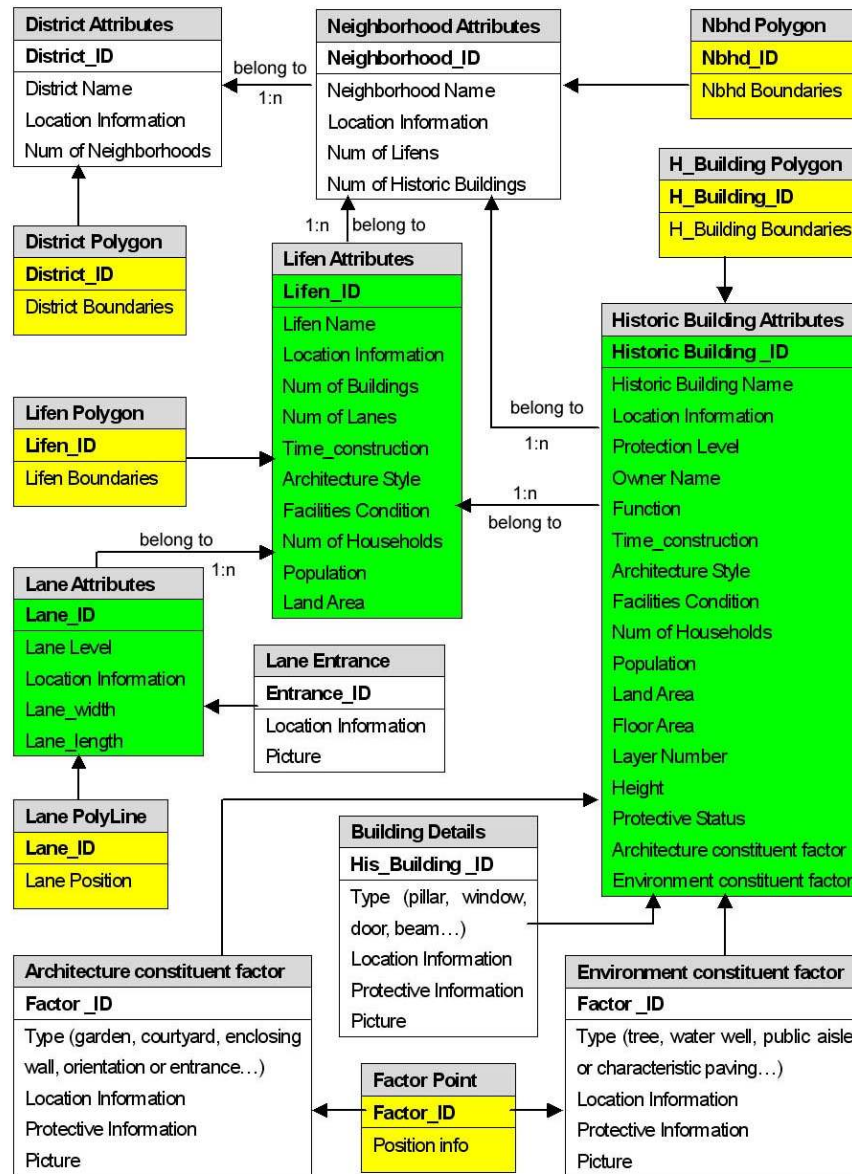 District Attributes
District_ID
District Name
Location Information
Num of Neighborhoods
belong to
1:n
Neighborhood Attributes
Neighborhood_ID
Neighborhood Name
Location Information
Num of Lifens
Num of Historic Buildings
Nbhd Polygon
Nbhd_ID
Nbhd Boundaries
H_Building Polygon
H_Building_ID
H_Building Boundaries
District Polygon
District_ID
District Boundaries
1:n belong to
Lifen Attributes
Lifen_ID
Lifen Name
Location Information
Num of Buildings
Num of Lanes
Time_construction
Architecture Style
Facilities Condition
Num of Households
Population
Land Area
Historic Building Attributes
Historic Building _ID
Historic Building Name
Location Information
Protection Level
Owner Name
Function
Time_construction
Architecture Style
Facilities Condition
Num of Households
Population
Land Area
Floor Area
Layer Number
Height
Protective Status
Architecture constituent factor
Environment constituent factor
belong to
1:n
1:n
belong to
Lifen Polygon
Lifen_ID
Lifen Boundaries
belong to
1:n
Lane Attributes
Lane_ID
Lane Level
Location Information
Lane_width
Lane_length
Lane Entrance
Entrance_ID
Location Information
Picture
Lane PolyLine
Lane_ID
Lane Position
Building Details
His_Building _ID
Type (pillar, window,
door, beam…)
Location Information
Protective Information
Picture
Architecture constituent factor
Factor _ID
Type (garden, courtyard, enclosing
wall, orientation or entrance…)
Location Information
Protective Information
Picture
Factor Point
Factor_ID
Position info
Environment constituent factor
Factor _ID
Type (tree, water well, public aisle
or characteristic paving…)
Location Information
Protective Information
Picture